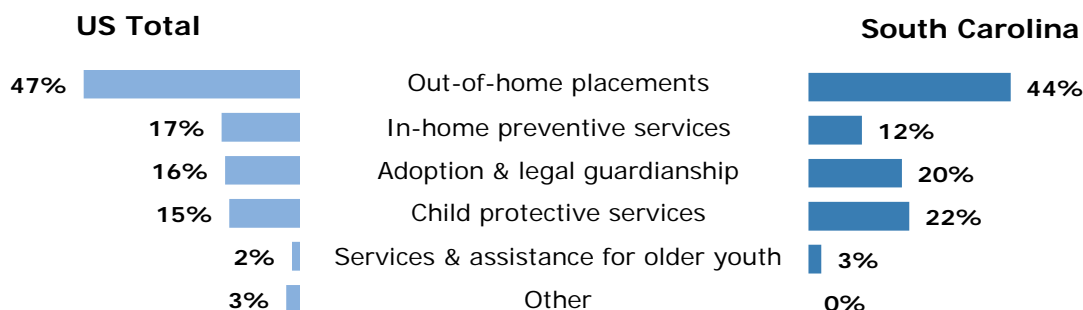 US Total South Carolina
47% Out-of-home placements 44%
17% In-home preventive services 12%
16% Adoption & legal guardianship 20%
15% Child protective services 22%
2% Services & assistance for older youth 3%
3% Other 0%